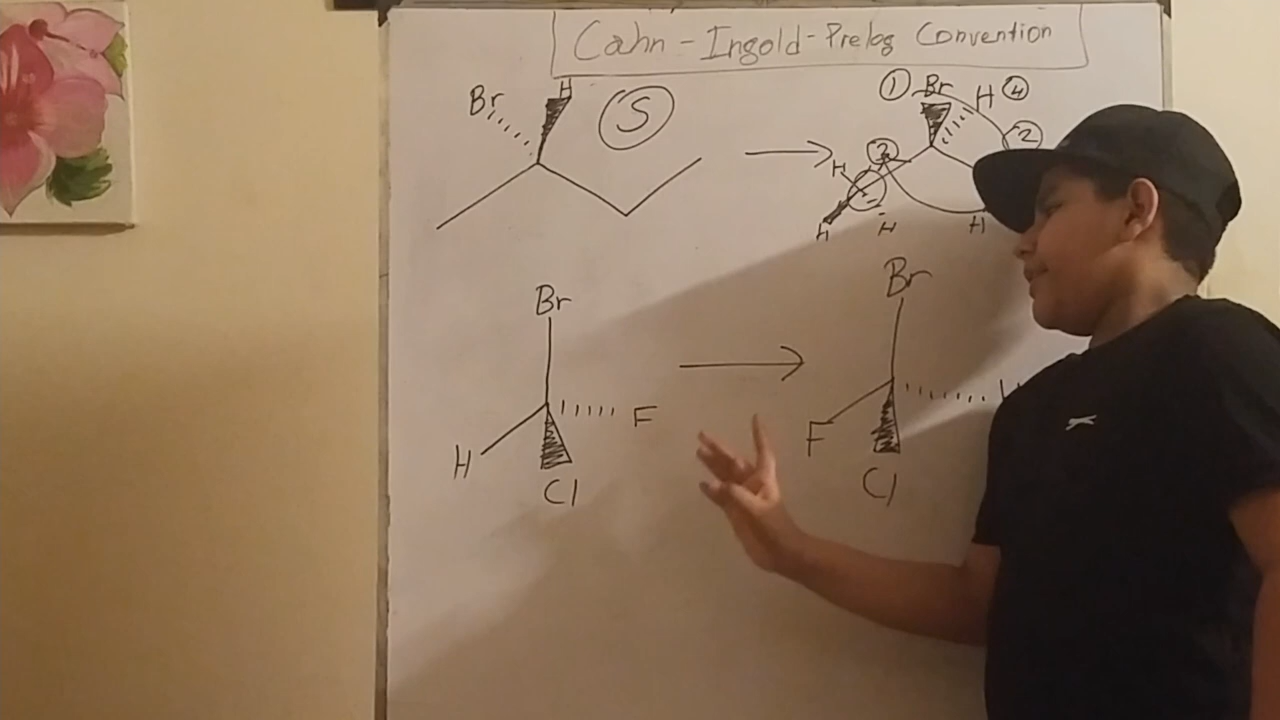 Cahn-Ingold-Prelog Convention
Br H S
1 Br H 4
2
3
H
H H H
Br
H F
Cl
Br
F
Cl